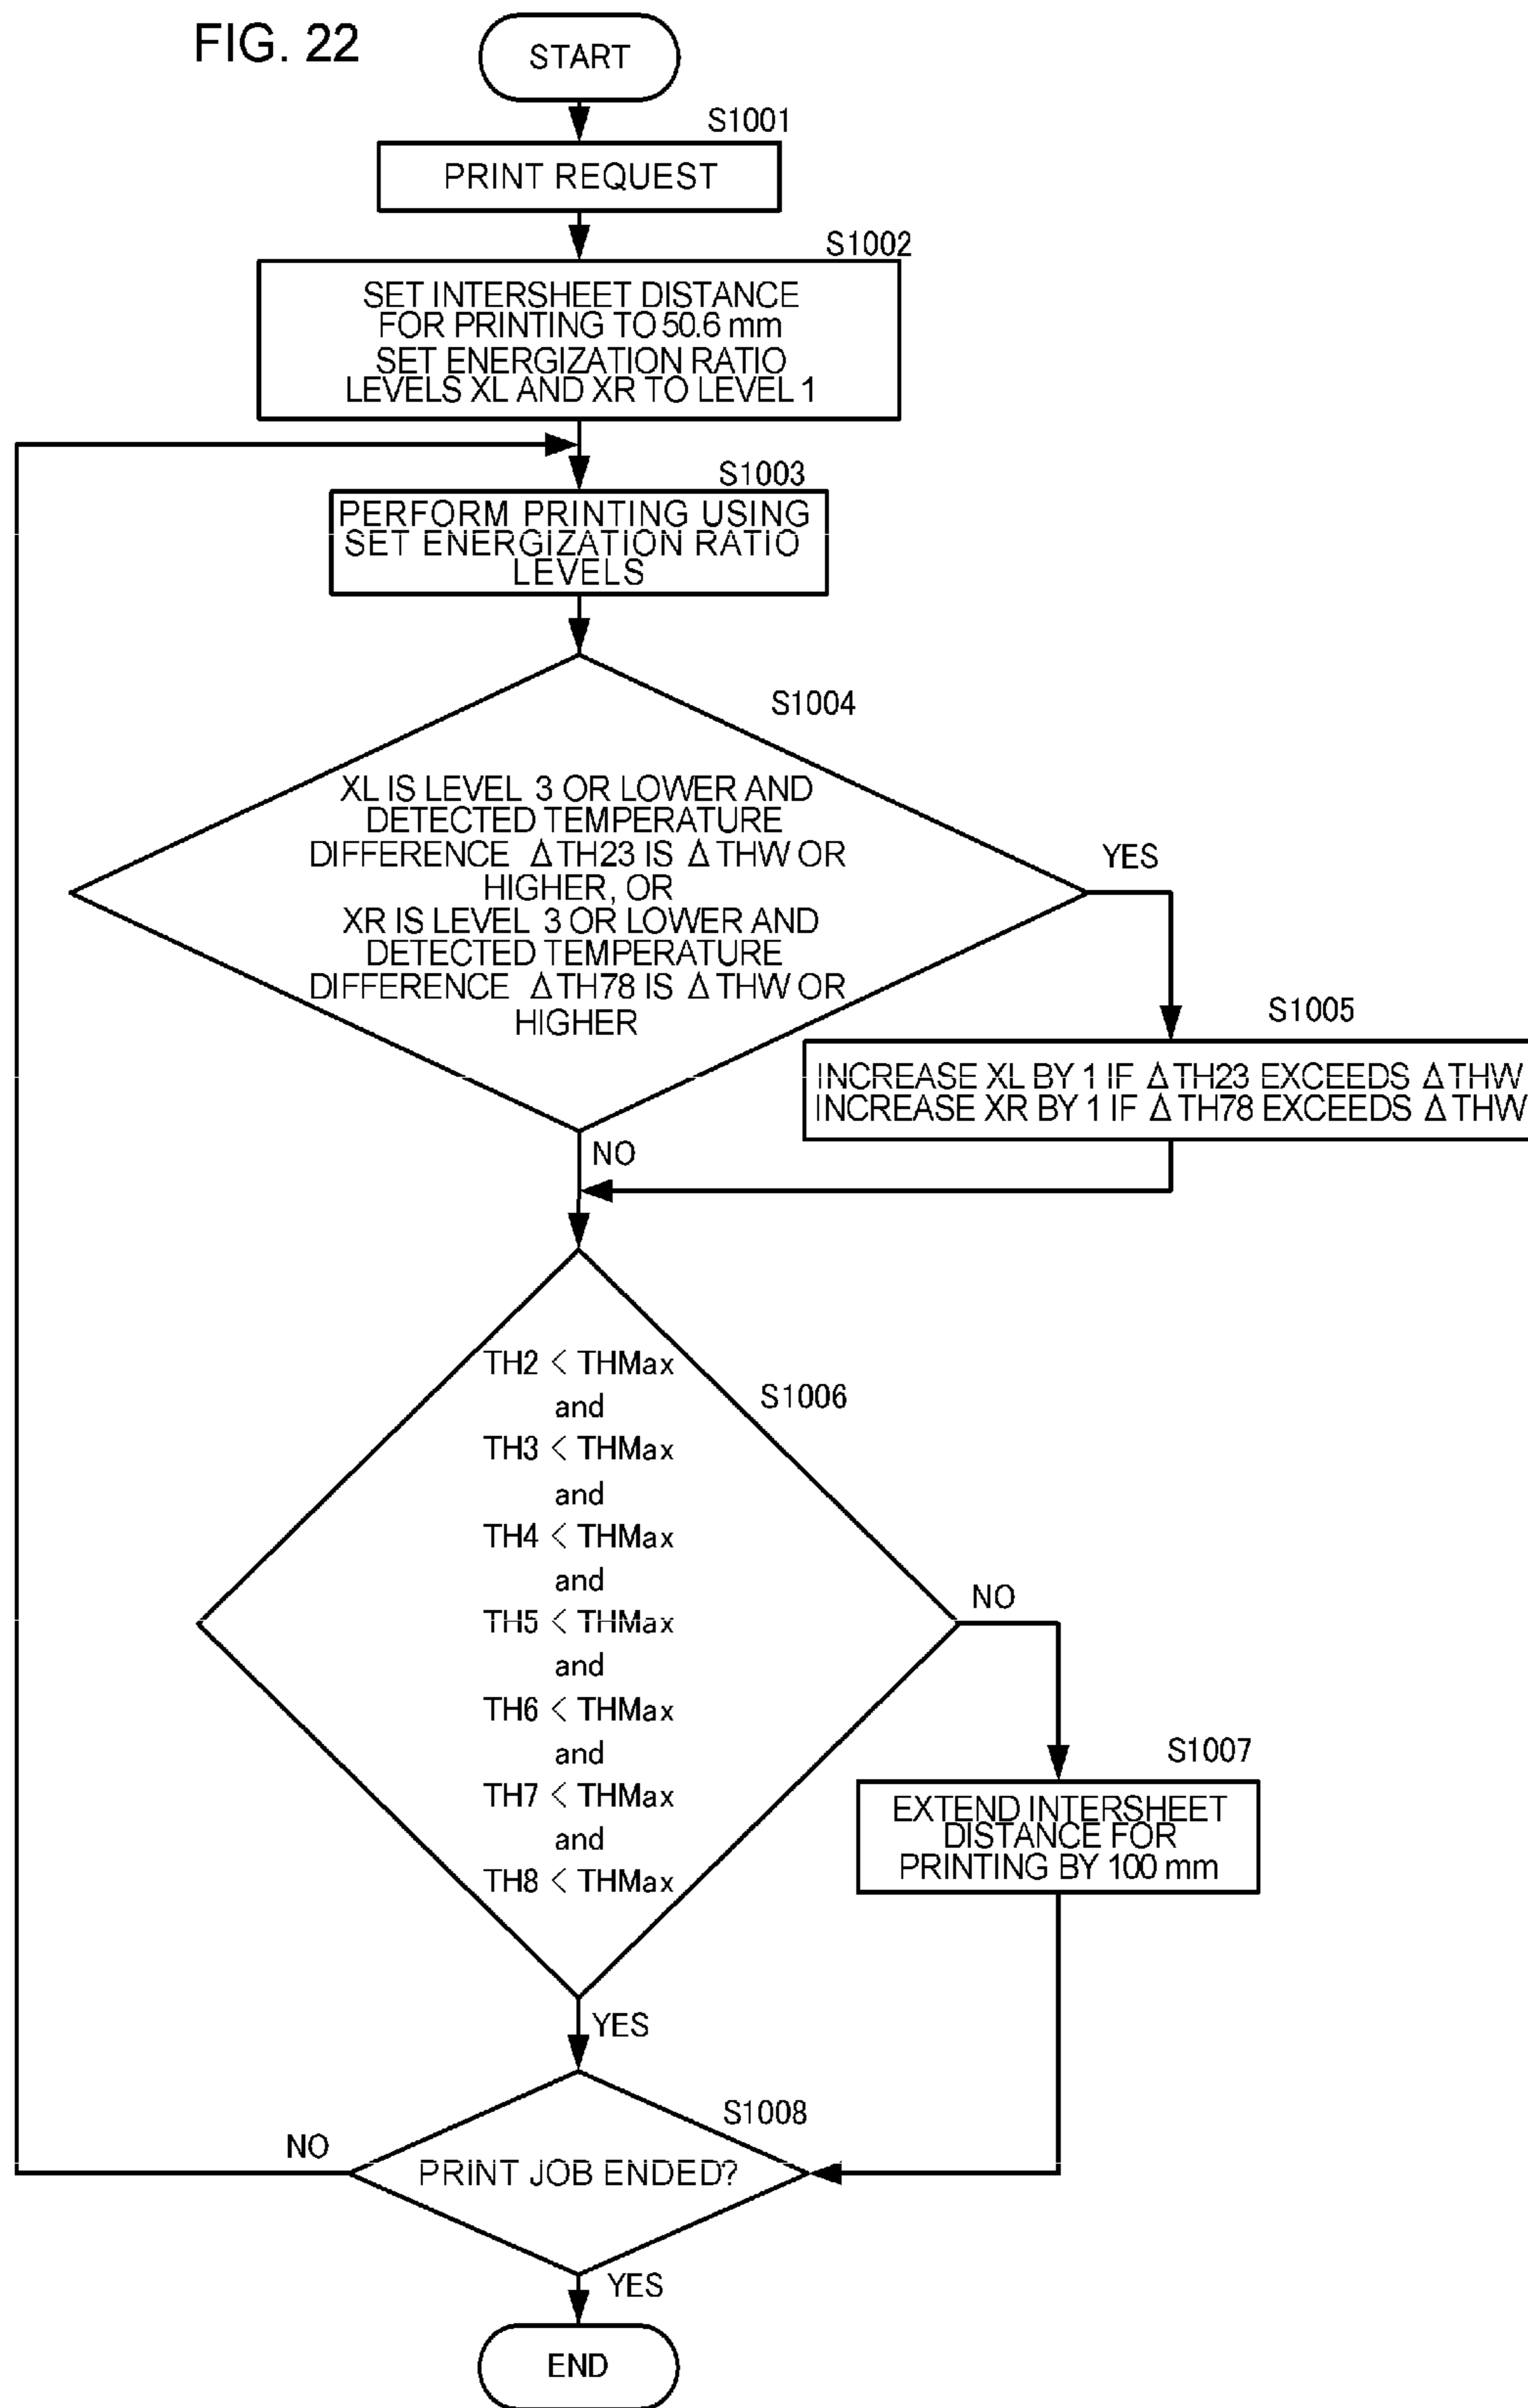 FIG. 22
START
S1001
PRINT REQUEST
S1002
SET INTERSHEET DISTANCE
FOR PRINTING TO 50.6 mm
SET ENERGIZATION RATIO
LEVELS XL AND XR TO LEVEL 1
S1003
PERFORM PRINTING USING
SET ENERGIZATION RATIO
LEVELS
S1004
XL IS LEVEL 3 OR LOWER AND
DETECTED TEMPERATURE
DIFFERENCE ΔTH23 IS ΔTHW OR
HIGHER, OR
XR IS LEVEL 3 OR LOWER AND
DETECTED TEMPERATURE
DIFFERENCE ΔTH78 IS ΔTHW OR
HIGHER
YES
S1005
INCREASE XL BY 1 IF ΔTH23 EXCEEDS ΔTHW
INCREASE XR BY 1 IF ΔTH78 EXCEEDS ΔTHW
NO
S1006
TH2 < THMax
and
TH3 < THMax
and
TH4 < THMax
and
TH5 < THMax
and
TH6 < THMax
and
TH7 < THMax
and
TH8 < THMax
NO
S1007
EXTEND INTERSHEET
DISTANCE FOR
PRINTING BY 100 mm
YES
S1008
NO
PRINT JOB ENDED?
YES
END